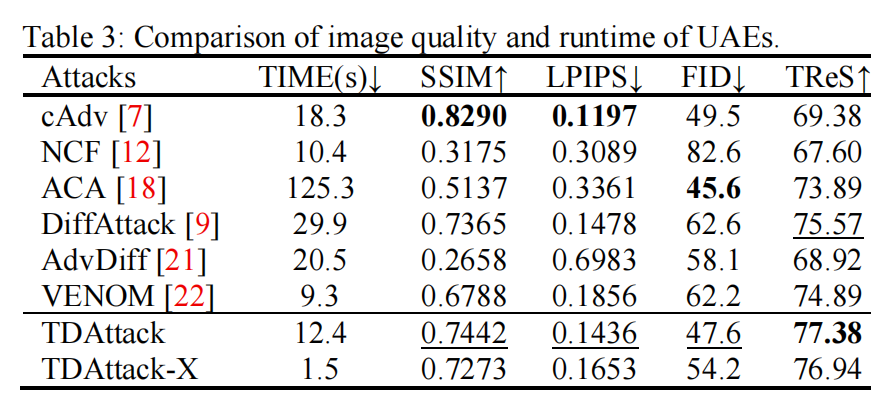 Table 3: Comparison of image quality and runtime of UAEs.
Attacks TIME(s)↓ SSIM↑ LPIPS↓ FID↓ TReS↑
cAdv [7] 18.3 0.8290 0.1197 49.5 69.38
NCF [12] 10.4 0.3175 0.3089 82.6 67.60
ACA [18] 125.3 0.5137 0.3361 45.6 73.89
DiffAttack [9] 29.9 0.7365 0.1478 62.6 75.57
AdvDiff [21] 20.5 0.2658 0.6983 58.1 68.92
VENOM [22] 9.3 0.6788 0.1856 62.2 74.89
TDAttack 12.4 0.7442 0.1436 47.6 77.38
TDAttack-X 1.5 0.7273 0.1653 54.2 76.94